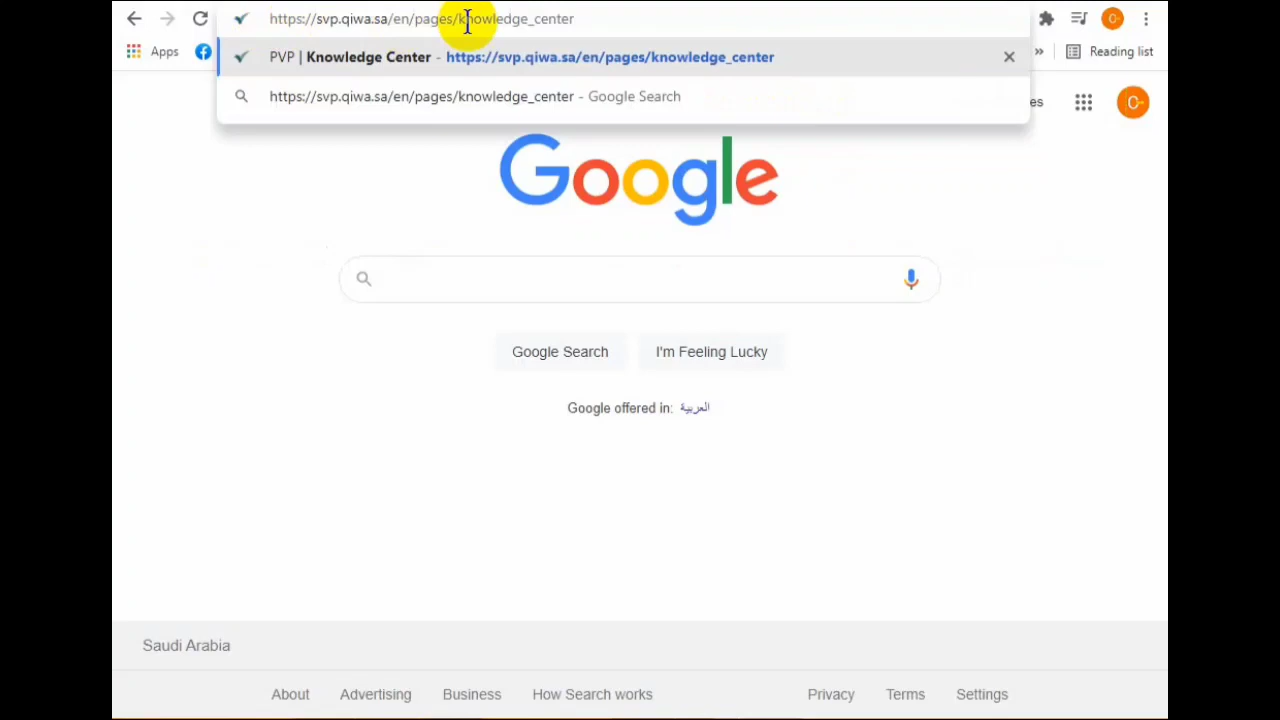 https://svp.qiwa.sa/en/pages/knowledge_center
Apps
» Reading list
PVP | Knowledge Center - https://svp.qiwa.sa/en/pages/knowledge_center
https://svp.qiwa.sa/en/pages/knowledge_center - Google Search
Google
Google Search
I'm Feeling Lucky
Google offered in: العربية
Saudi Arabia
About
Advertising
Business
How Search works
Privacy
Terms
Settings